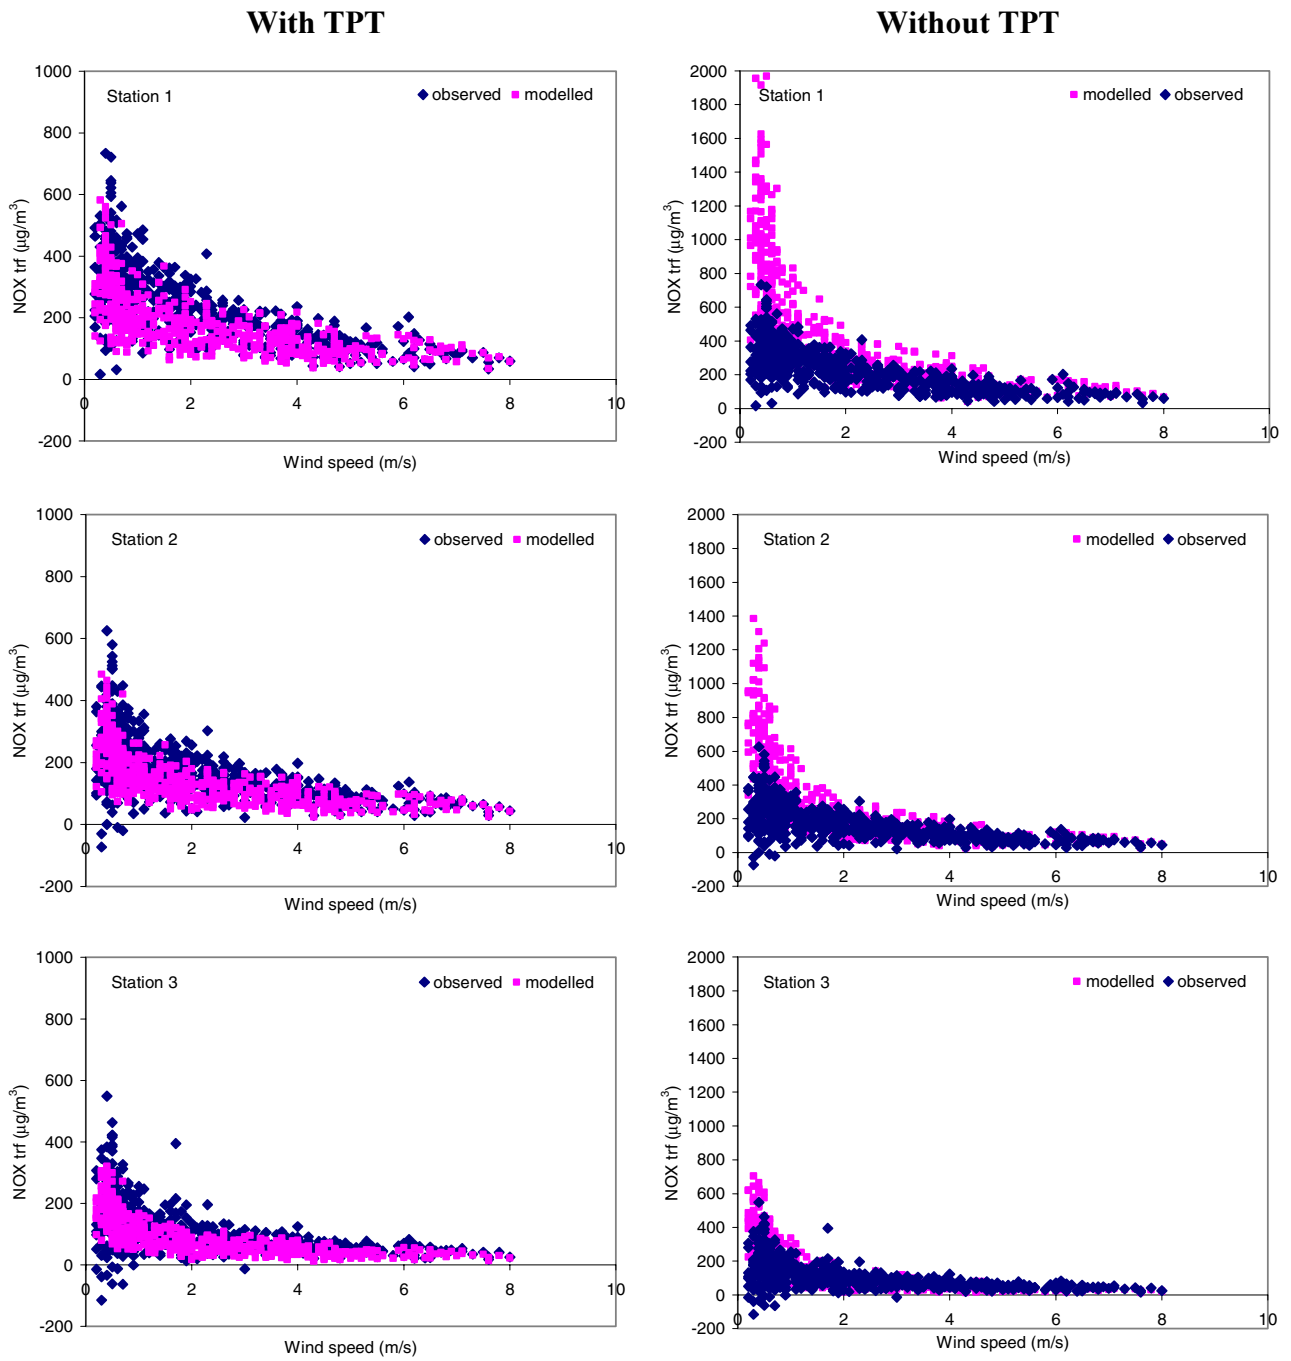 With TPT
Without TPT
1000
800
600
400
200
0
-200
0 2 4 6 8 10
NOX trf (µg/m³)
Wind speed (m/s)
Station 1
observed modelled
2000
1800
1600
1400
1200
1000
800
600
400
200
0
-200
0 2 4 6 8 10
NOX trf (µg/m³)
Wind speed (m/s)
Station 1
modelled observed
1000
800
600
400
200
0
-200
0 2 4 6 8 10
NOX trf (µg/m³)
Wind speed (m/s)
Station 2
observed modelled
2000
1800
1600
1400
1200
1000
800
600
400
200
0
-200
0 2 4 6 8 10
NOX trf (µg/m³)
Wind speed (m/s)
Station 2
modelled observed
1000
800
600
400
200
0
-200
0 2 4 6 8 10
NOX trf (µg/m³)
Wind speed (m/s)
Station 3
observed modelled
2000
1800
1600
1400
1200
1000
800
600
400
200
0
-200
0 2 4 6 8 10
NOX trf (µg/m³)
Wind speed (m/s)
Station 3
modelled observed